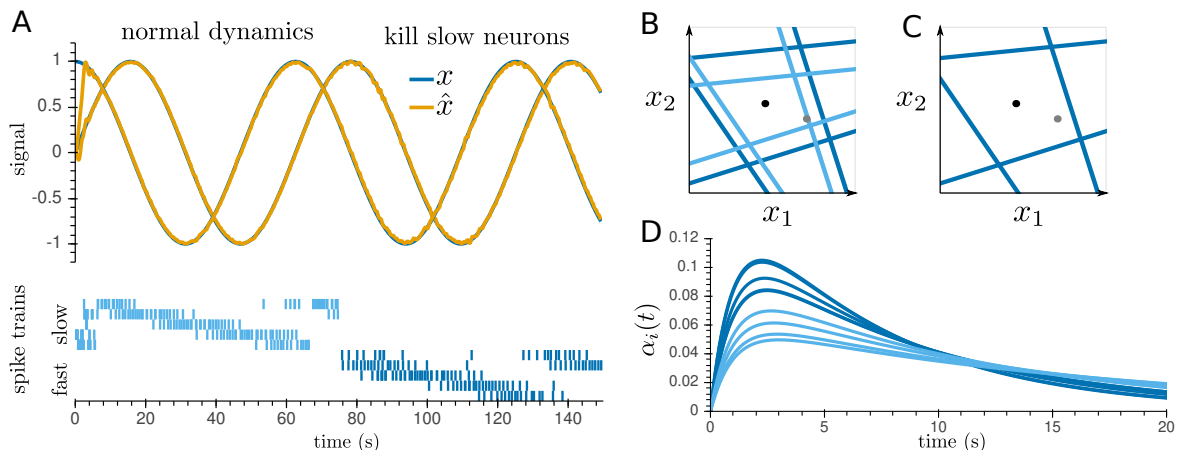 A
normal dynamics
kill slow neurons
x
x̂
signal
1
0.5
0
-0.5
-1
spike trains
slow
fast
0 20 40 60 80 100 120 140
time (s)
B
x₂
x₁
C
x₂
x₁
D
αᵢ(t)
0.12
0.1
0.08
0.06
0.04
0.02
0
0 5 10 15 20
time (s)